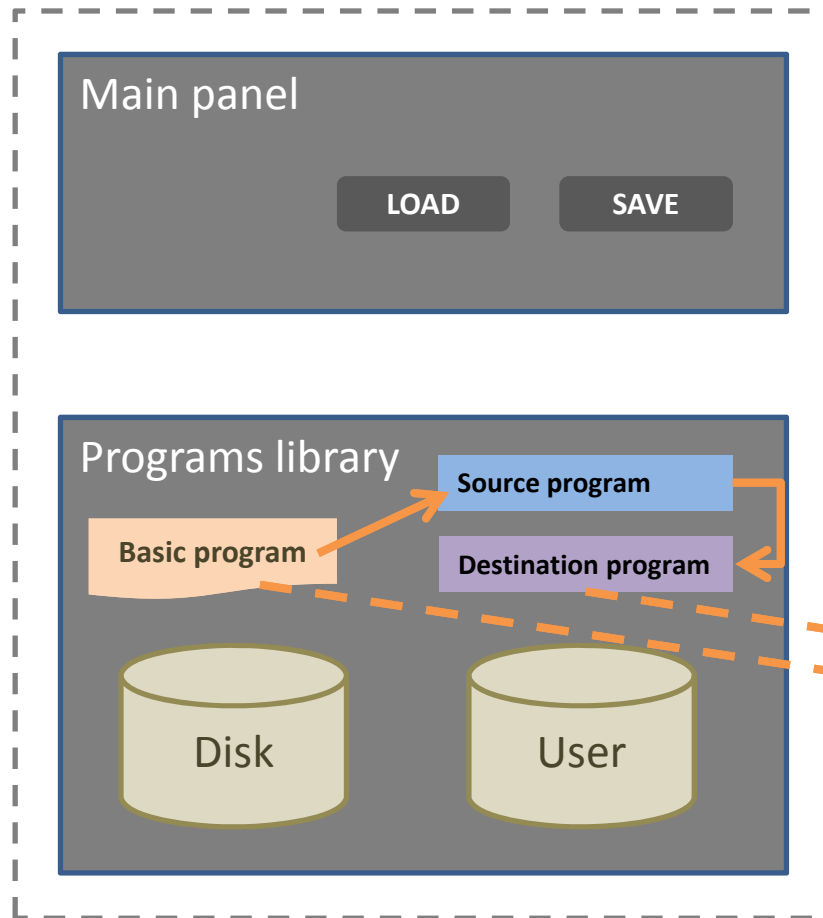 Main panel
LOAD
SAVE
Programs library
Source program
Basic program
Destination program
Disk
User